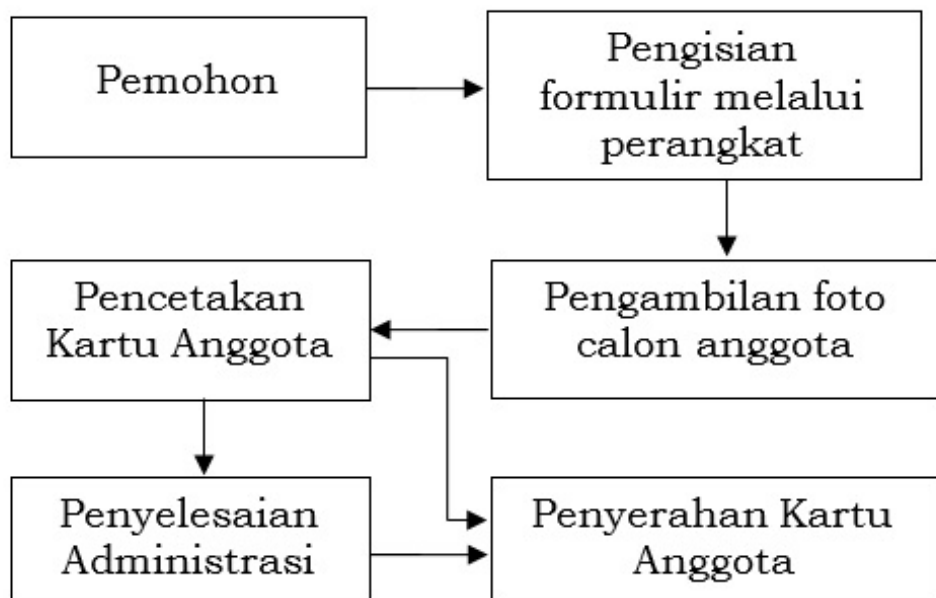 Pemohon
Pengisian
formulir melalui
perangkat
Pengambilan foto
calon anggota
Pencetakan
Kartu Anggota
Penyelesaian
Administrasi
Penyerahan Kartu
Anggota